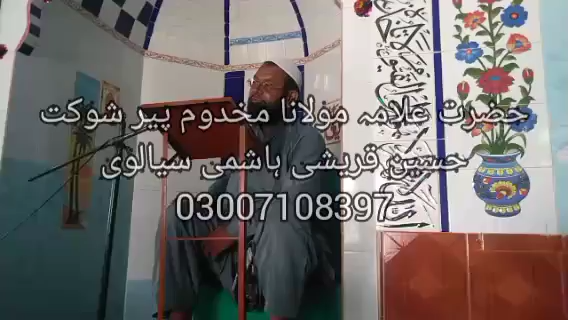 حضرت علامہ مولانا مخدوم پیر شوکت
حسین قریشی ہاشمی سیالوی
03007108397